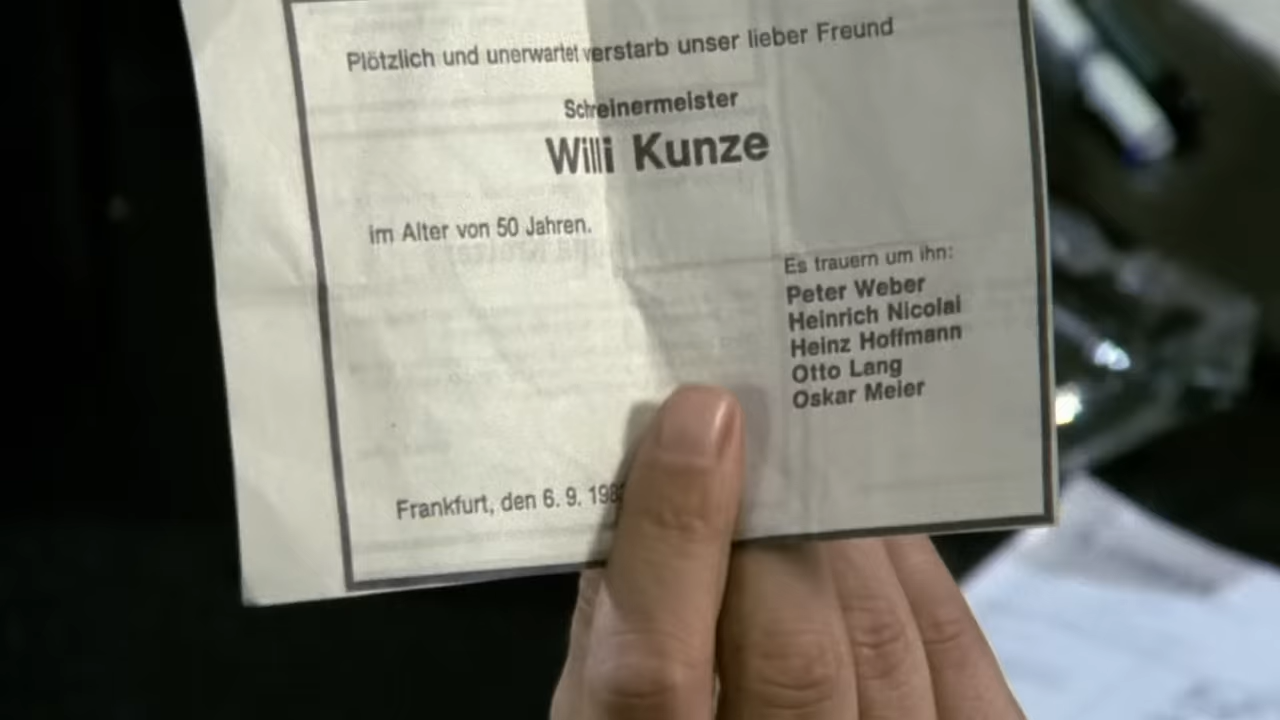 Plötzlich und unerwartet verstarb unser lieber Freund
Schreinermeister
Willi Kunze
im Alter von 50 Jahren.
Es trauern um ihn:
Peter Weber
Heinrich Nicolai
Heinz Hoffmann
Otto Lang
Oskar Meier
Frankfurt, den 6. 9.